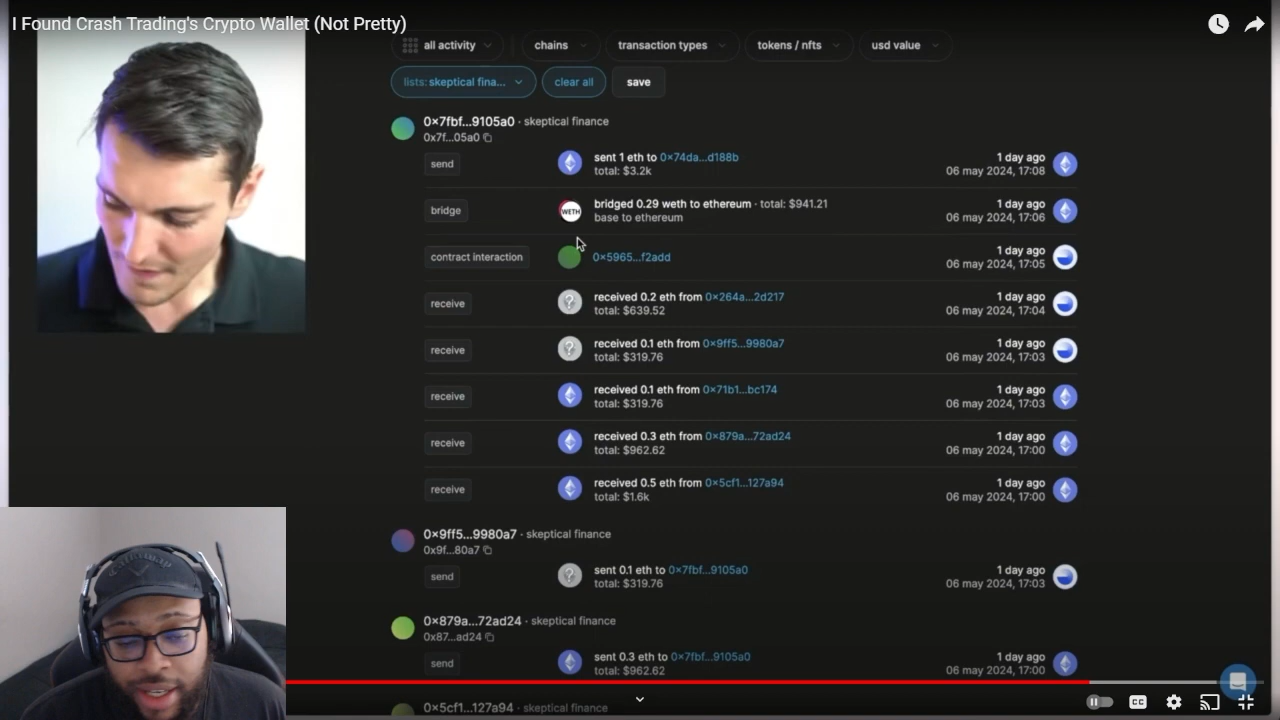 I Found Crash Trading's Crypto Wallet (Not Pretty)
all activity chains transaction types tokens / nfts usd value
lists: skeptical fina... clear all save
0×7fbf...9105a0 · skeptical finance
0x7f...05a0
send sent 1 eth to 0×74da...d188b 1 day ago
total: $3.2k 06 may 2024, 17:08
bridge WETH bridged 0.29 weth to ethereum · total: $941.21 1 day ago
base to ethereum 06 may 2024, 17:06
contract interaction 0×5965...f2add 1 day ago
06 may 2024, 17:05
receive ? received 0.2 eth from 0×264a...2d217 1 day ago
total: $639.52 06 may 2024, 17:04
receive ? received 0.1 eth from 0×9ff5...9980a7 1 day ago
total: $319.76 06 may 2024, 17:03
receive received 0.1 eth from 0×71b1...bc174 1 day ago
total: $319.76 06 may 2024, 17:03
receive received 0.3 eth from 0×879a...72ad24 1 day ago
total: $962.62 06 may 2024, 17:00
receive received 0.5 eth from 0×5cf1...127a94 1 day ago
total: $1.6k 06 may 2024, 17:00
0×9ff5...9980a7 · skeptical finance
0x9f...80a7
send ? sent 0.1 eth to 0×7fbf...9105a0 1 day ago
total: $319.76 06 may 2024, 17:03
0×879a...72ad24 · skeptical finance
0x87...ad24
send sent 0.3 eth to 0×7fbf...9105a0 1 day ago
total: $962.62 06 may 2024, 17:00
0×5cf1...127a94 · skeptical finance
CC